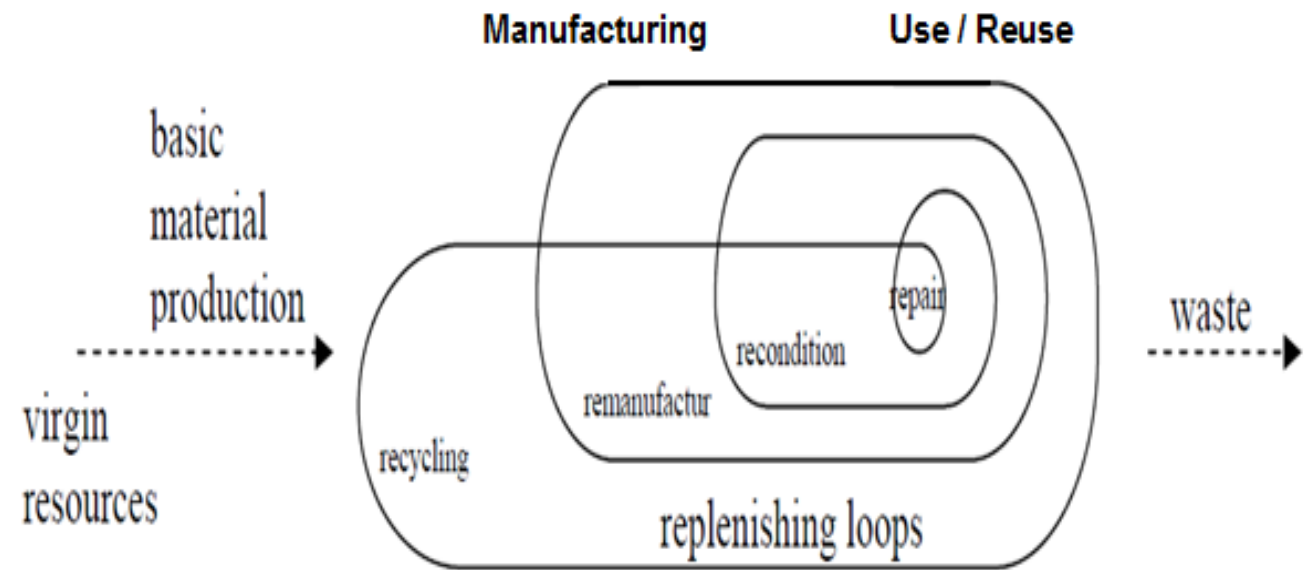 Manufacturing
Use / Reuse
basic
material
production
virgin
resources
repair
recondition
remanufactur
recycling
replenishing loops
waste